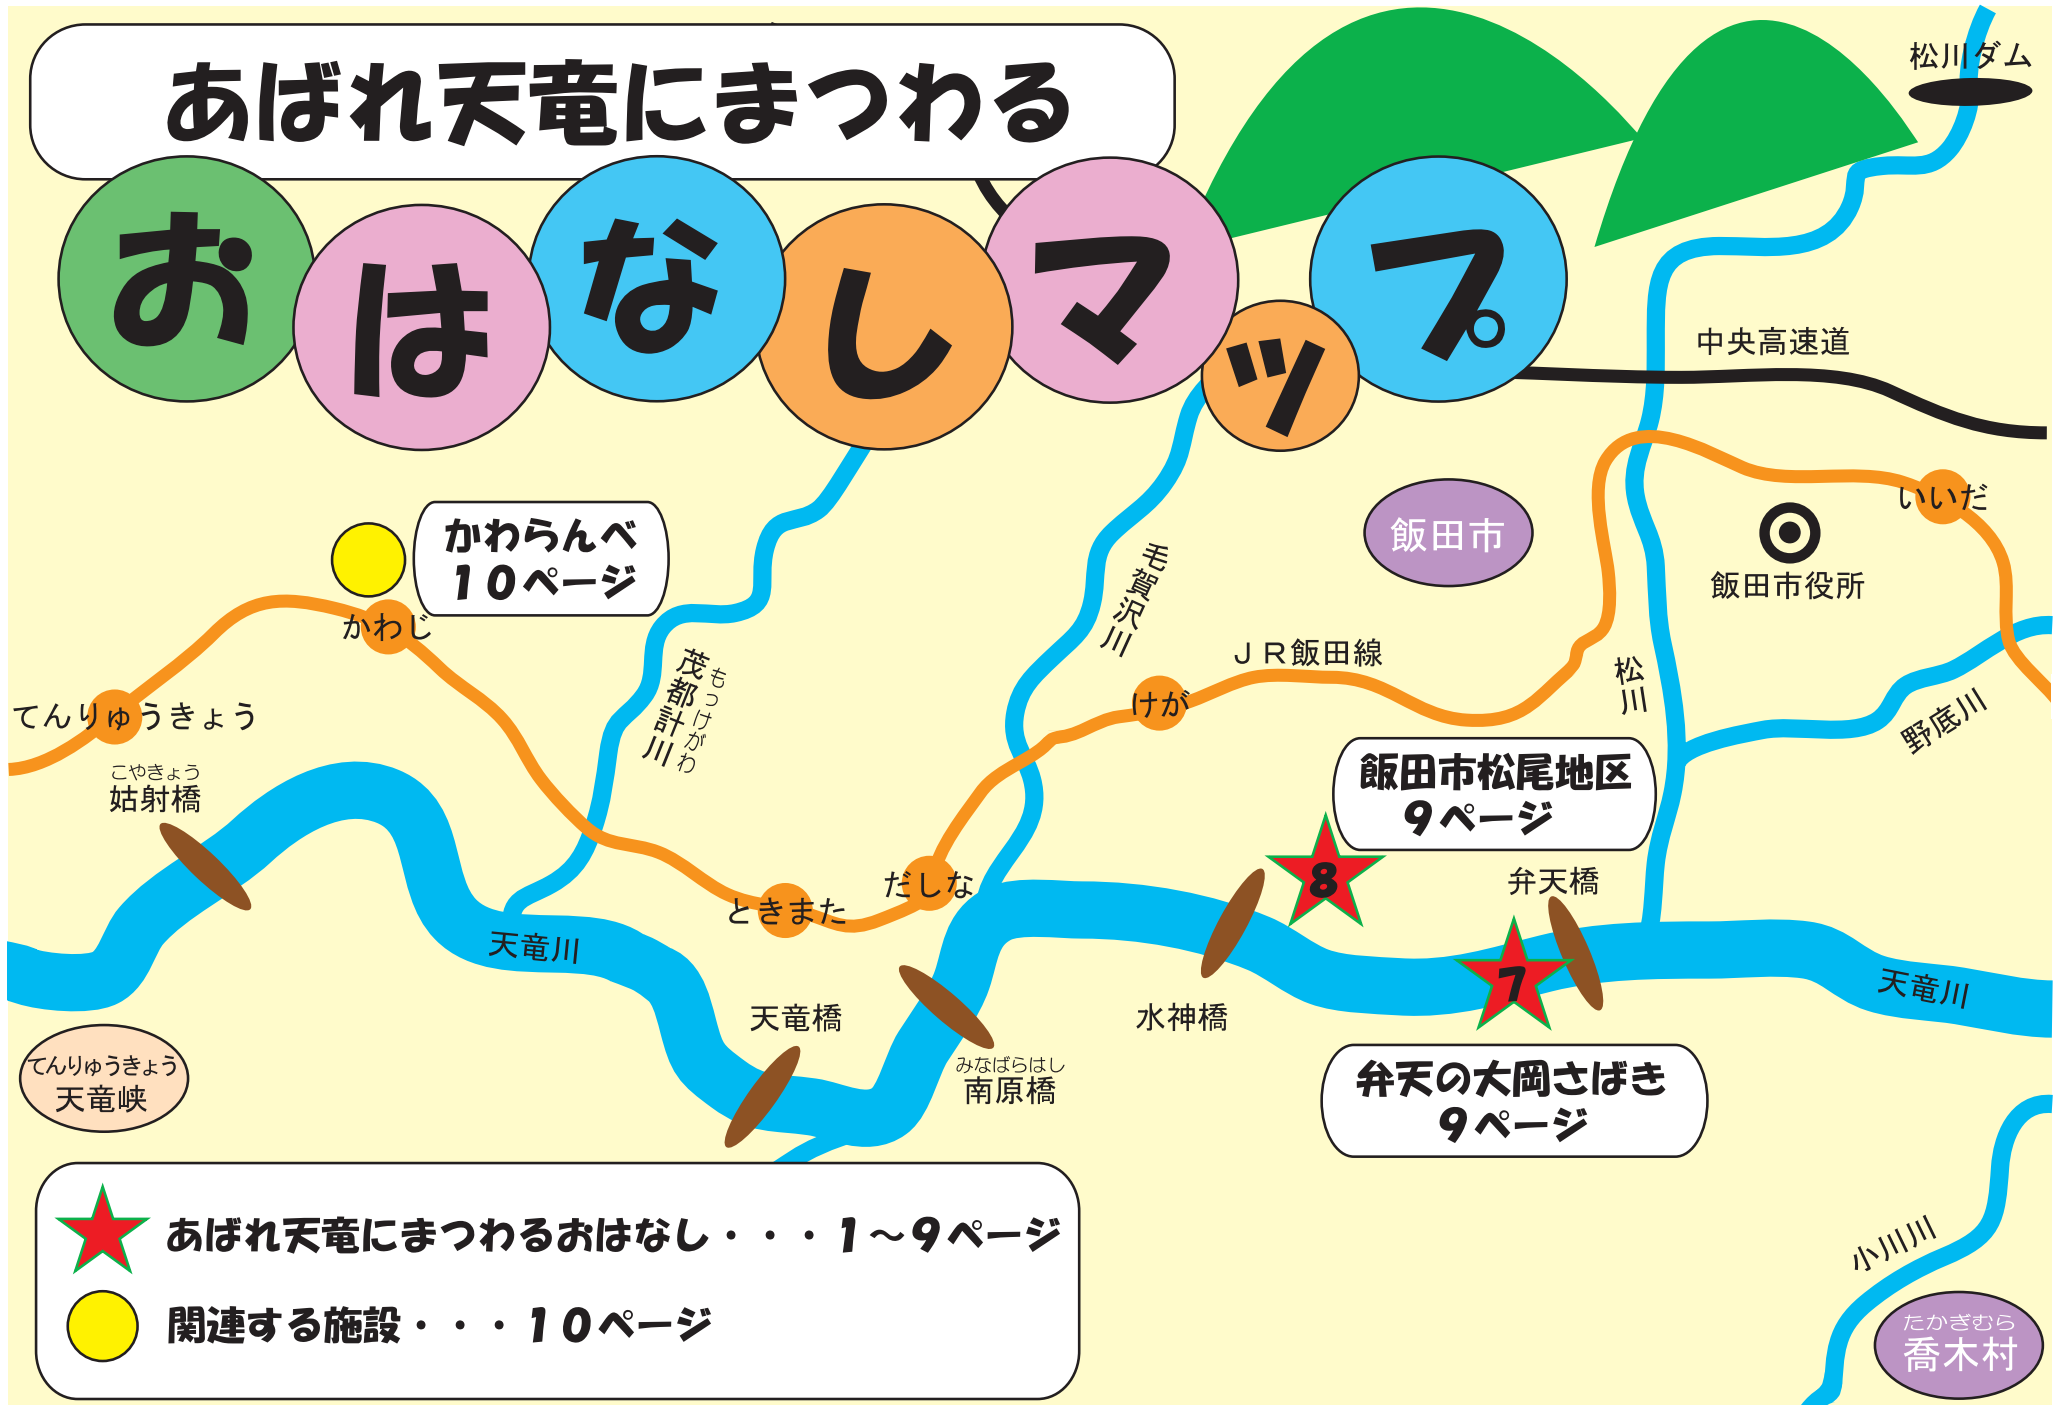 あばれ天竜にまつわる
おはなしマップ
松川ダム
中央高速道
いいだ
飯田市
飯田市役所
かわらんべ
10ページ
かわじ
てんりゅうきょう
こやきょう
姑射橋
茂都計川
もっけがわ
毛賀沢川
JR飯田線
けが
松川
野底川
飯田市松尾地区
9ページ
8
弁天橋
だしな
ときまた
天竜川
7
天竜川
天竜橋
みなばらはし
南原橋
水神橋
てんりゅうきょう
天竜峡
弁天の大岡さばき
9ページ
あばれ天竜にまつわるおはなし・・・1～9ページ
関連する施設・・・10ページ
小川川
たかぎむら
喬木村